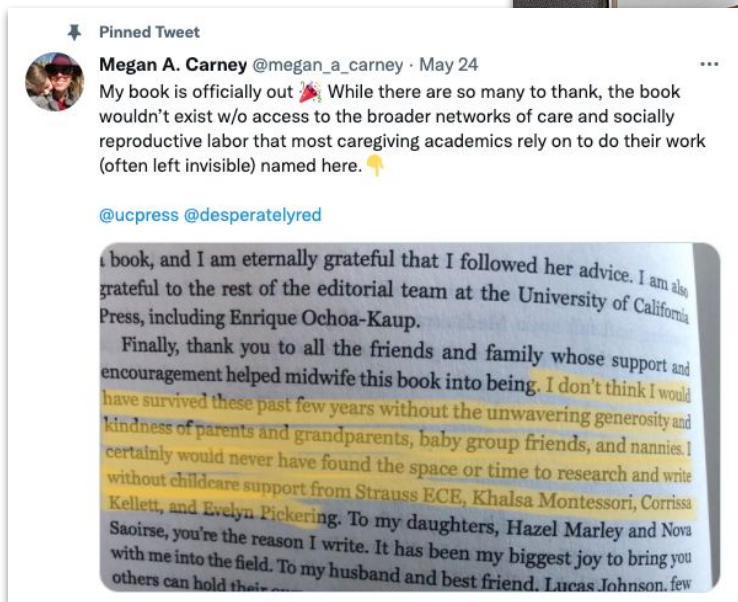 Pinned Tweet
Megan A. Carney @megan_a_carney · May 24
My book is officially out 🎉 While there are so many to thank, the book
wouldn't exist w/o access to the broader networks of care and socially
reproductive labor that most caregiving academics rely on to do their work
(often left invisible) named here. 👇
@ucpress @desperatelyred
book, and I am eternally grateful that I followed her advice. I am also
grateful to the rest of the editorial team at the University of California
Press, including Enrique Ochoa-Kaup.
Finally, thank you to all the friends and family whose support and
encouragement helped midwife this book into being. I don't think I would
have survived these past few years without the unwavering generosity and
kindness of parents and grandparents, baby group friends, and nannies. I
certainly would never have found the space or time to research and write
without childcare support from Strauss ECE, Khalsa Montessori, Corrissa
Kellett, and Evelyn Pickering. To my daughters, Hazel Marley and Nova
Saoirse, you're the reason I write. It has been my biggest joy to bring you
with me into the field. To my husband and best friend, Lucas Johnson, few
others can hold their